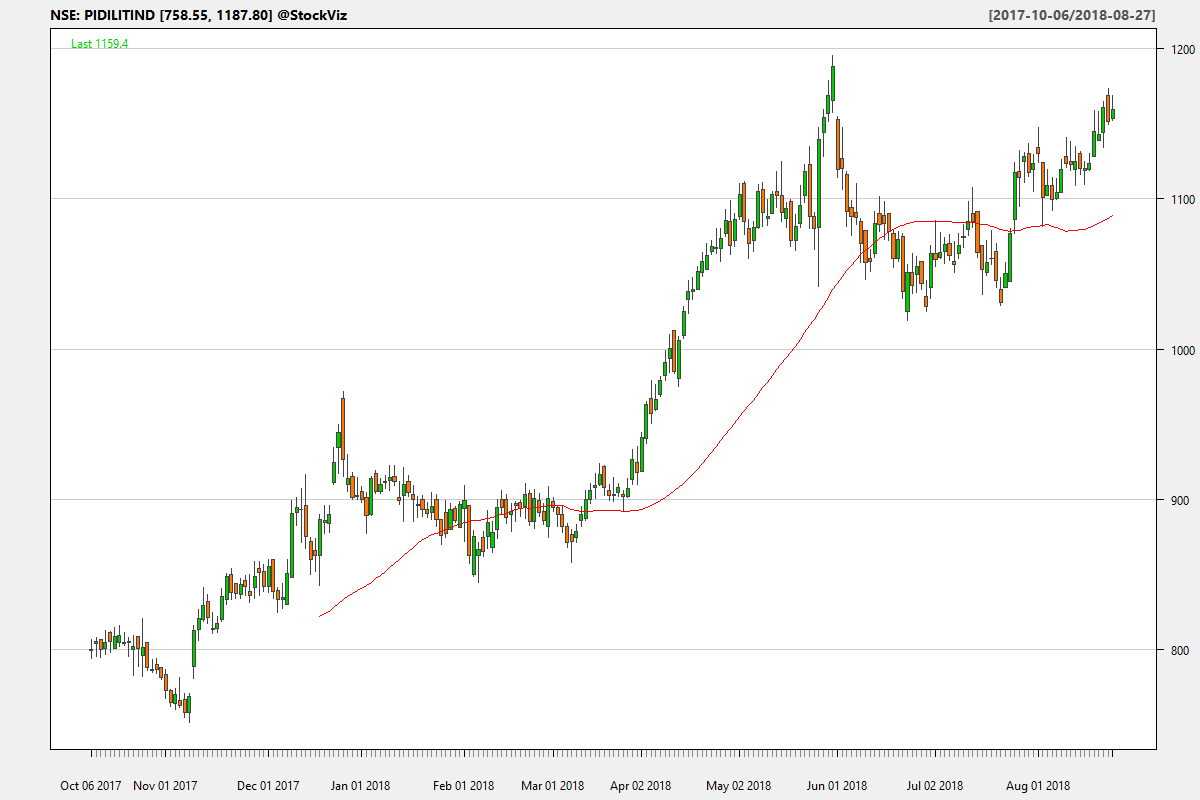 NSE: PIDILITIND [758.55, 1187.80] @StockViz [2017-10-06/2018-08-27]
Last 1159.4
1200
1100
1000
900
800
Oct 06 2017 Nov 01 2017 Dec 01 2017 Jan 01 2018 Feb 01 2018 Mar 01 2018 Apr 02 2018 May 02 2018 Jun 01 2018 Jul 02 2018 Aug 01 2018